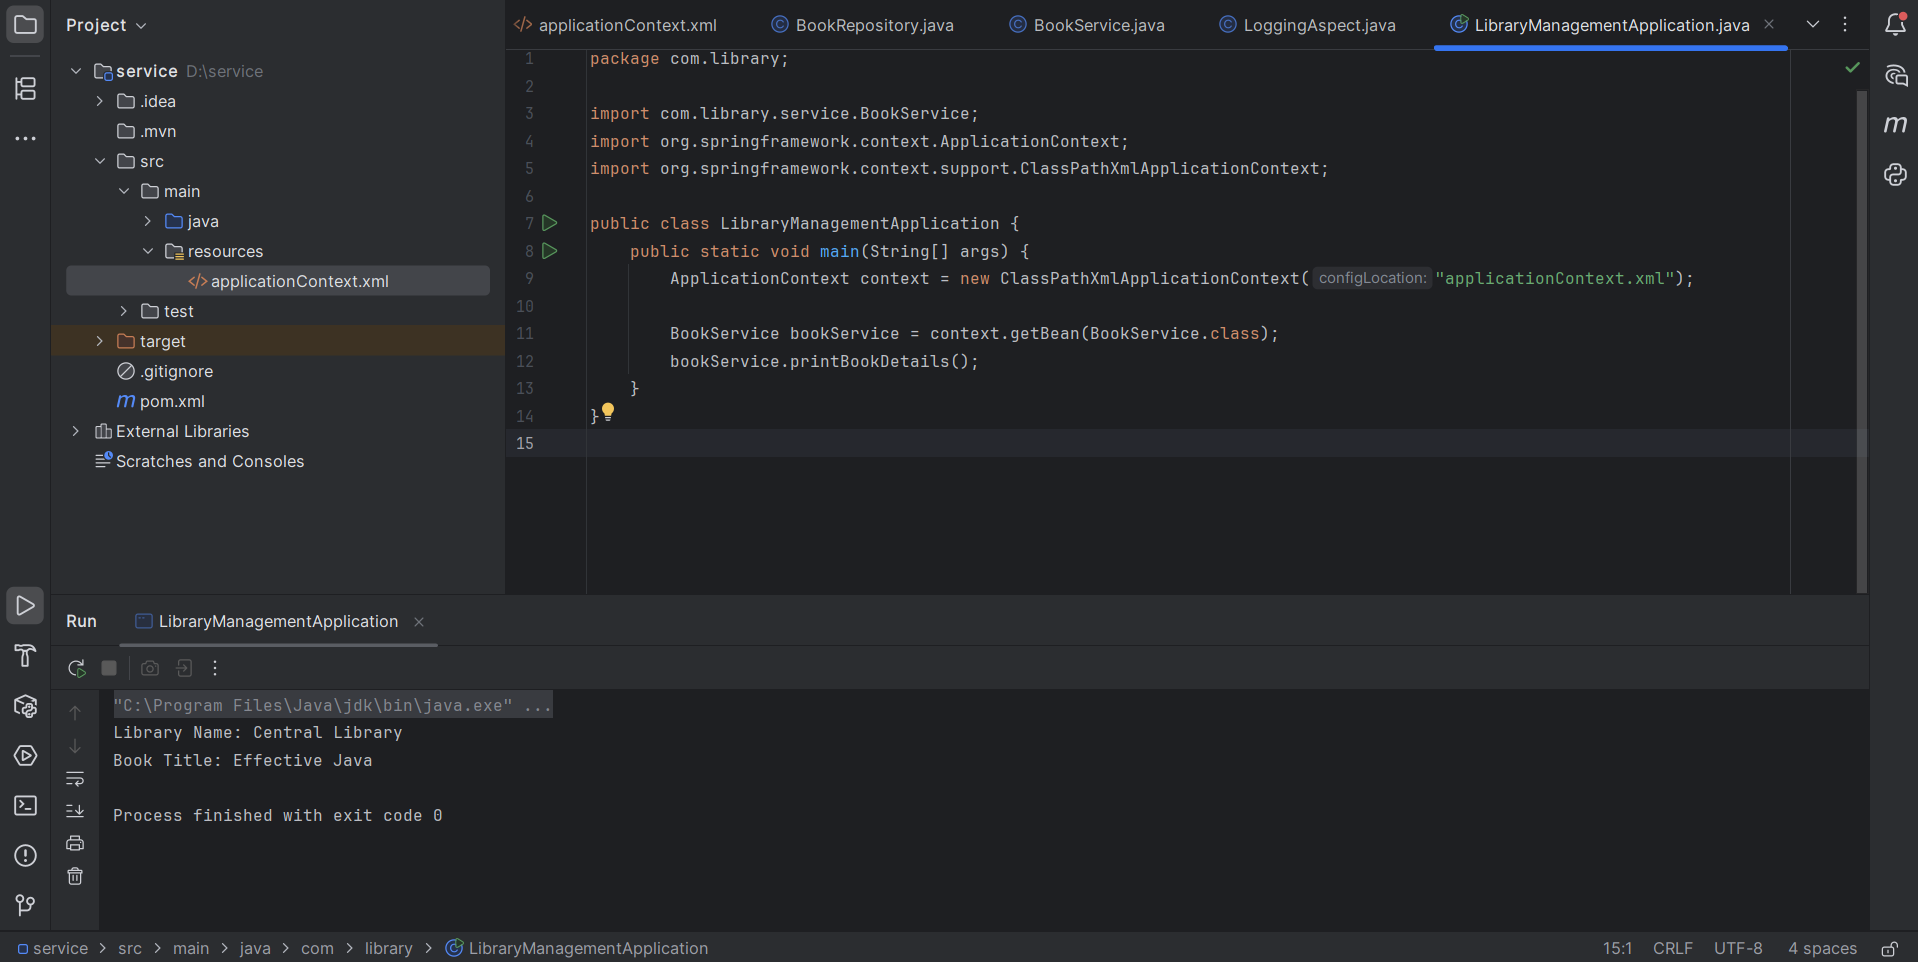 Project
service D:\service
.idea
.mvn
src
main
java
resources
applicationContext.xml
test
target
.gitignore
pom.xml
External Libraries
Scratches and Consoles
applicationContext.xml BookRepository.java BookService.java LoggingAspect.java LibraryManagementApplication.java
1 package com.library;
2
3 import com.library.service.BookService;
4 import org.springframework.context.ApplicationContext;
5 import org.springframework.context.support.ClassPathXmlApplicationContext;
6
7 public class LibraryManagementApplication {
8     public static void main(String[] args) {
9         ApplicationContext context = new ClassPathXmlApplicationContext( configLocation: "applicationContext.xml");
10
11         BookService bookService = context.getBean(BookService.class);
12         bookService.printBookDetails();
13     }
14 }
15
Run LibraryManagementApplication
"C:\Program Files\Java\jdk\bin\java.exe" ...
Library Name: Central Library
Book Title: Effective Java
Process finished with exit code 0
service > src > main > java > com > library > LibraryManagementApplication 15:1 CRLF UTF-8 4 spaces